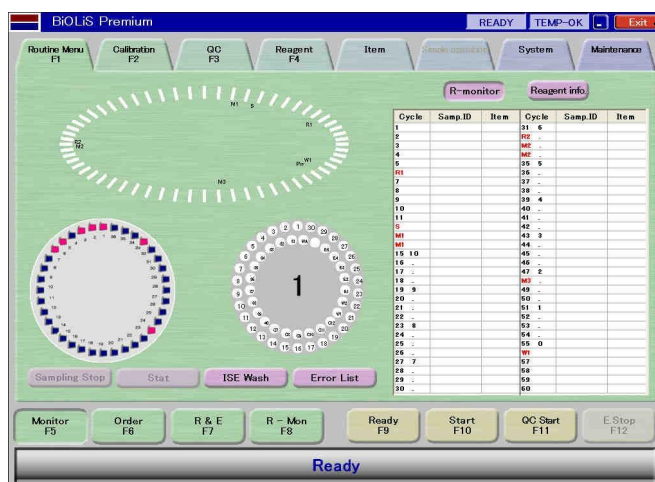 BiOLiS Premium READY TEMP-OK Exit
Routine Menu F1
Calibration F2
QC F3
Reagent F4
Item
System
Maintenance
R-monitor Reagent info.
Cycle Samp.ID Item Cycle Samp.ID Item
1 31 6
2 R2 .
3 M2 .
4 M2 .
5 35 5
R1 36 .
7 37 .
8 38 .
9 39 4
10 40 .
11 41 .
S 42 .
M1 43 3
M1 44 .
15 10 45 .
16 . 46 .
17 . 47 2
18 . M3 .
19 9 49 .
20 . 50 .
21 . 51 1
22 . 52 .
23 8 53 .
24 . 54 .
25 . 55 0
26 . W1
27 7 57
28 . 58
29 . 59
30 . 60
M1 S
R1
R2
M2
W1
M3
1
Sampling Stop Stat ISE Wash Error List
Monitor F5
Order F6
R & E F7
R - Mon F8
Ready F9
Start F10
QC Start F11
E.Stop F12
Ready